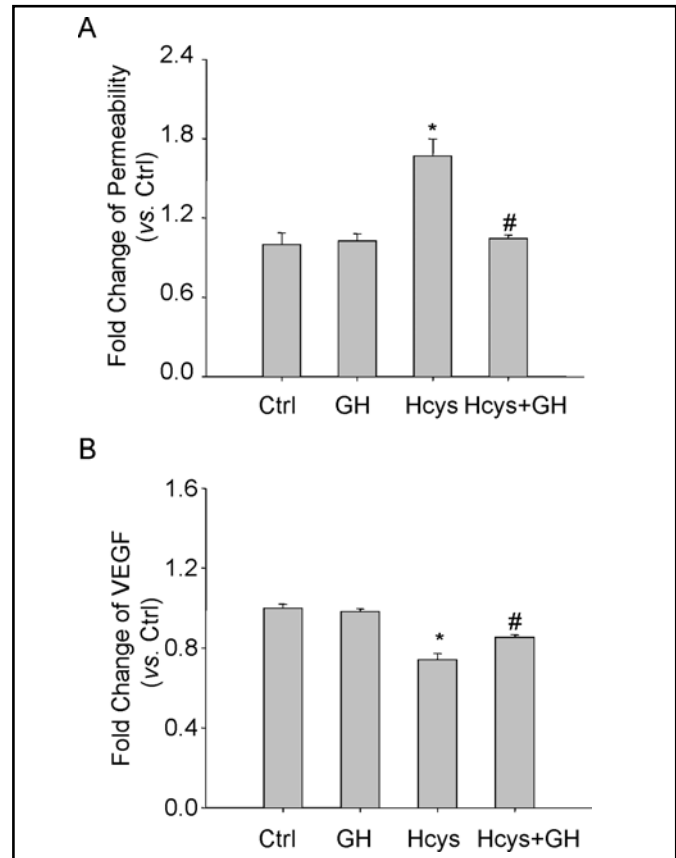 A
Fold Change of Permeability
(vs. Ctrl)
2.4
1.8
1.2
0.6
0.0
*
#
Ctrl GH Hcys Hcys+GH
B
Fold Change of VEGF
(vs. Ctrl)
1.6
1.2
0.8
0.4
0.0
*
#
Ctrl GH Hcys Hcys+GH